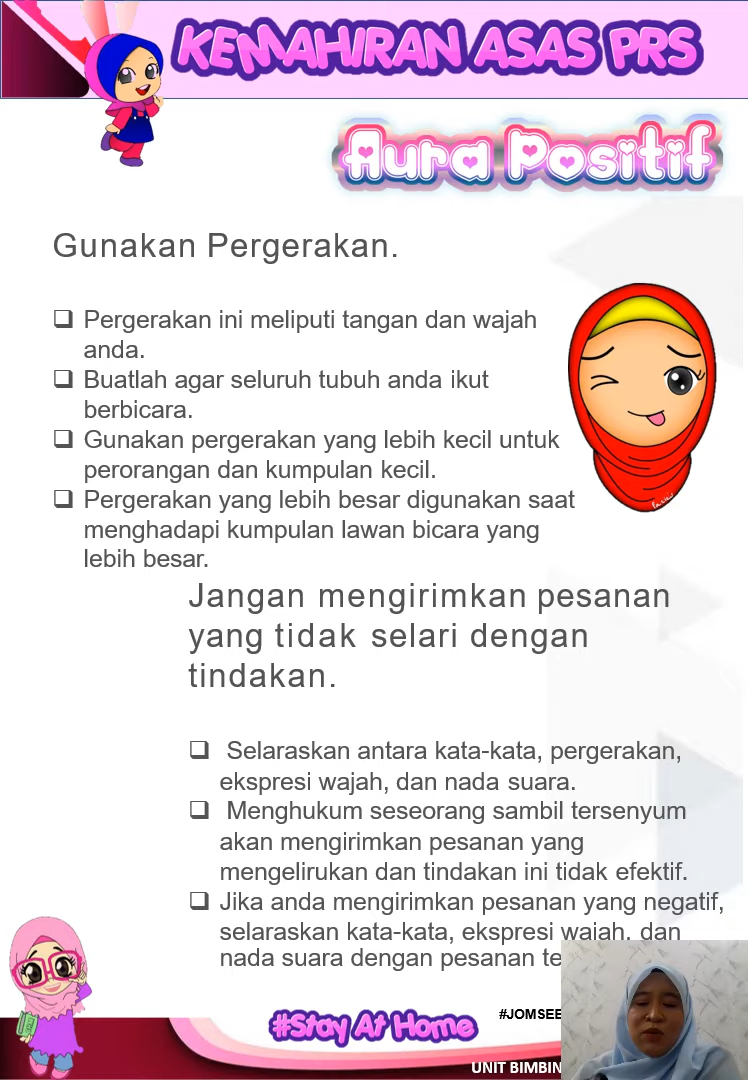 KEMAHIRAN ASAS PRS
Aura Positif
Gunakan Pergerakan.
❑ Pergerakan ini meliputi tangan dan wajah
anda.
❑ Buatlah agar seluruh tubuh anda ikut
berbicara.
❑ Gunakan pergerakan yang lebih kecil untuk
perorangan dan kumpulan kecil.
❑ Pergerakan yang lebih besar digunakan saat
menghadapi kumpulan lawan bicara yang
lebih besar.
Jangan mengirimkan pesanan
yang tidak selari dengan
tindakan.
❑ Selaraskan antara kata-kata, pergerakan,
ekspresi wajah, dan nada suara.
❑ Menghukum seseorang sambil tersenyum
akan mengirimkan pesanan yang
mengelirukan dan tindakan ini tidak efektif.
❑ Jika anda mengirimkan pesanan yang negatif,
selaraskan kata-kata, ekspresi wajah, dan
nada suara dengan pesanan
#Stay At Home
UNIT